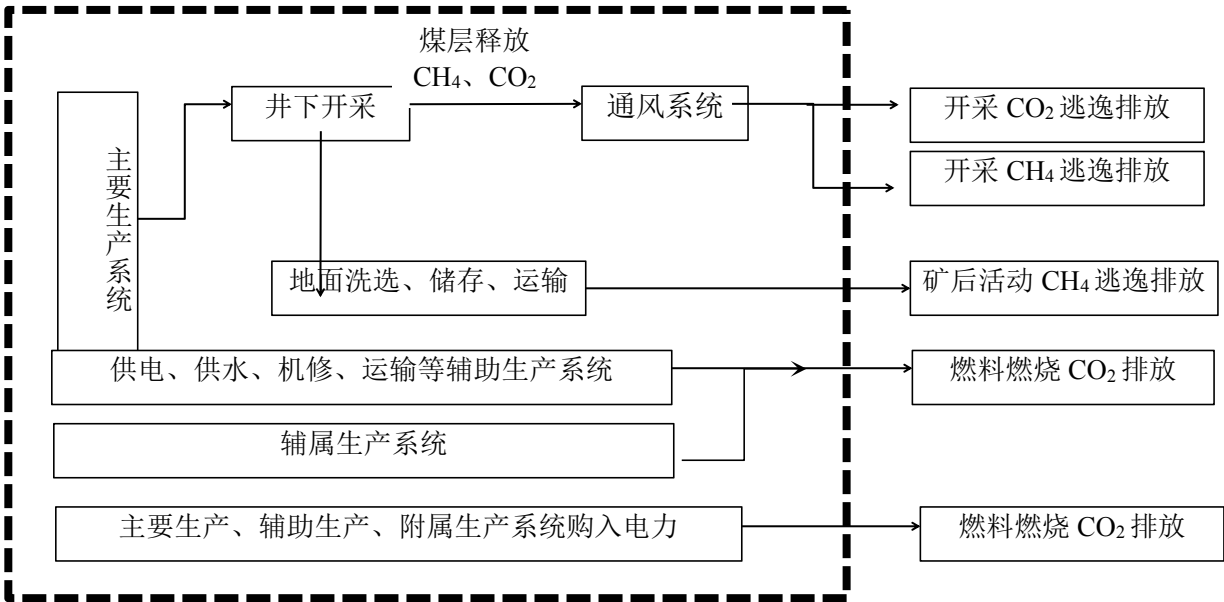 煤层释放
CH₄、CO₂
井下开采
通风系统
开采 CO₂ 逃逸排放
主要生产系统
开采 CH₄ 逃逸排放
地面洗选、储存、运输
矿后活动 CH₄ 逃逸排放
供电、供水、机修、运输等辅助生产系统
燃料燃烧 CO₂ 排放
辅属生产系统
主要生产、辅助生产、附属生产系统购入电力
燃料燃烧 CO₂ 排放